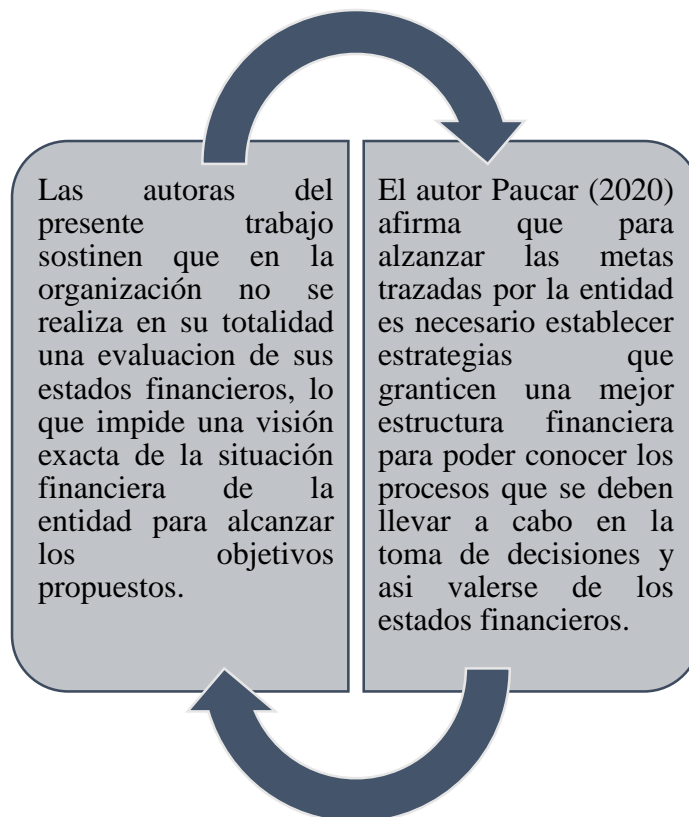 Las autoras del
presente trabajo
sostinen que en la
organización no se
realiza en su totalidad
una evaluacion de sus
estados financieros, lo
que impide una visión
exacta de la situación
financiera de la
entidad para alcanzar
los objetivos
propuestos.
El autor Paucar (2020)
afirma que para
alzanzar las metas
trazadas por la entidad
es necesario establecer
estrategias que
granticen una mejor
estructura financiera
para poder conocer los
procesos que se deben
llevar a cabo en la
toma de decisiones y
asi valerse de los
estados financieros.